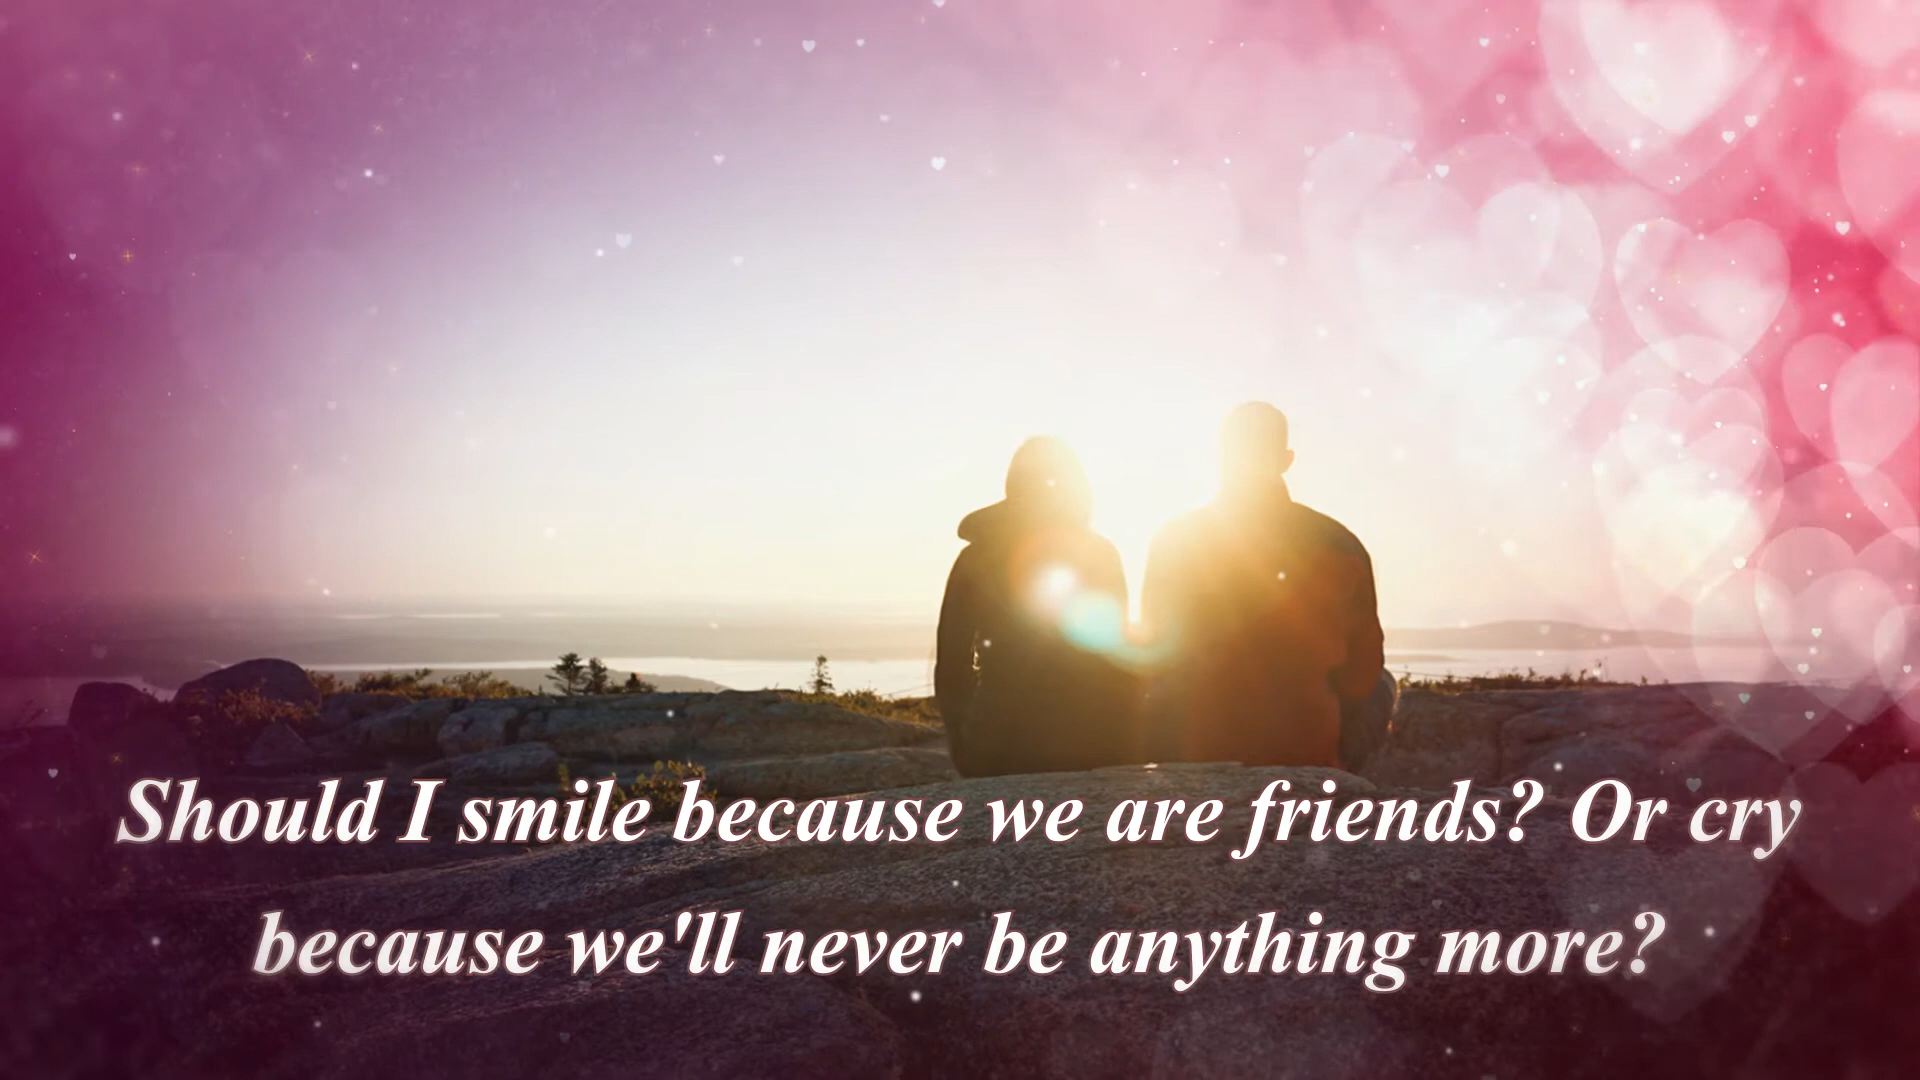 Should I smile because we are friends? Or cry
because we'll never be anything more?